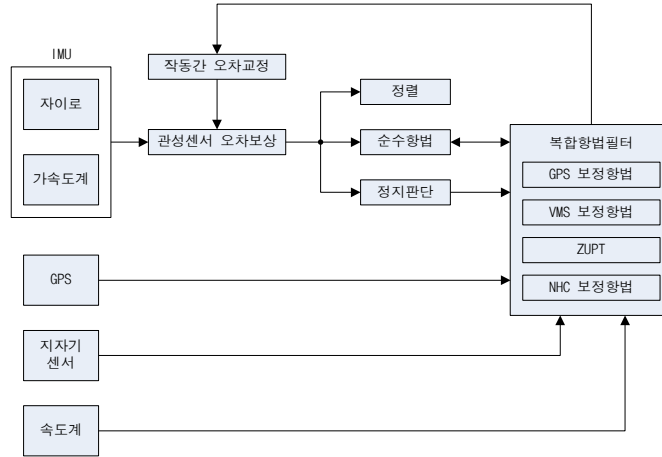 IMU
자이로
가속도계
작동간 오차교정
관성센서 오차보상
정렬
순수항법
정지판단
복합항법필터
GPS 보정항법
VMS 보정항법
ZUPT
NHC 보정항법
GPS
지자기
센서
속도계